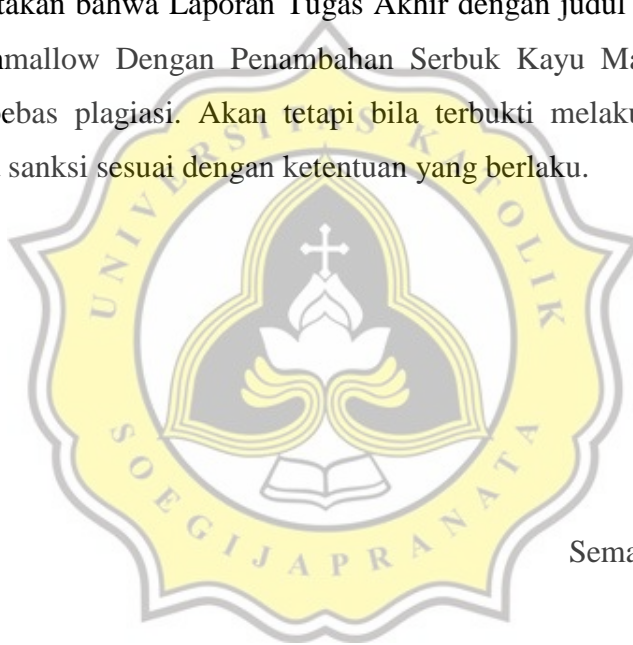 takan bahwa Laporan Tugas Akhir dengan judul
mallow Dengan Penambahan Serbuk Kayu Ma
ebas plagiasi. Akan tetapi bila terbukti melaku
sanksi sesuai dengan ketentuan yang berlaku.
UNIVERSITAS KATOLIK
SOEGIJAPRANATA
Sema